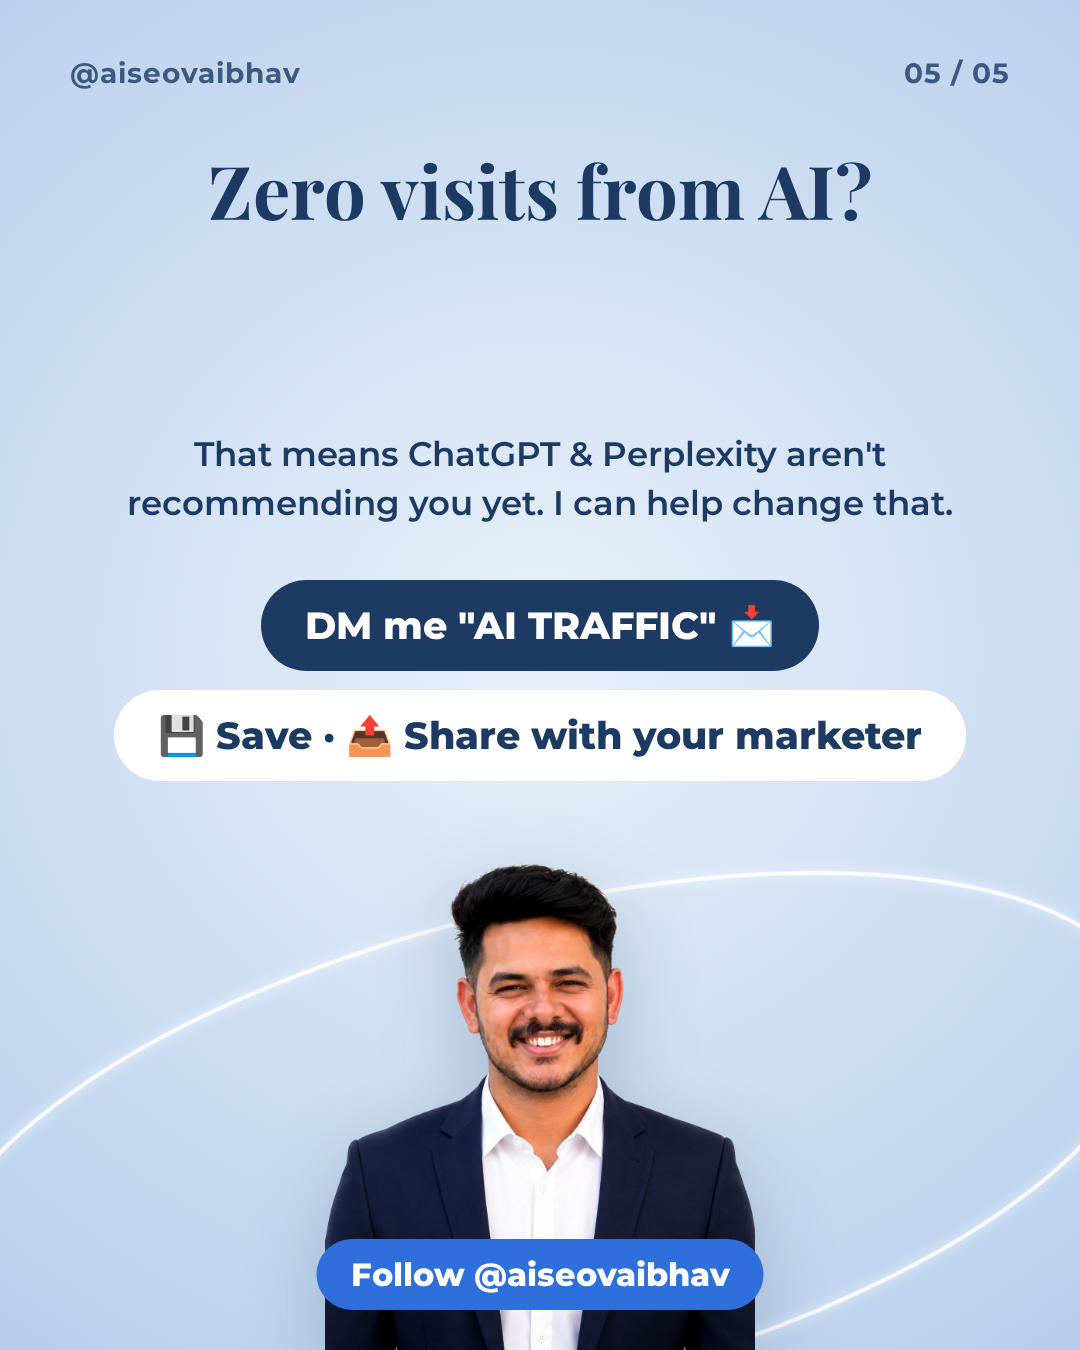 @aiseovaibhav
05 / 05
Zero visits from AI?
That means ChatGPT & Perplexity aren't
recommending you yet. I can help change that.
DM me "AI TRAFFIC" 📩
💾 Save · 📤 Share with your marketer
Follow @aiseovaibhav